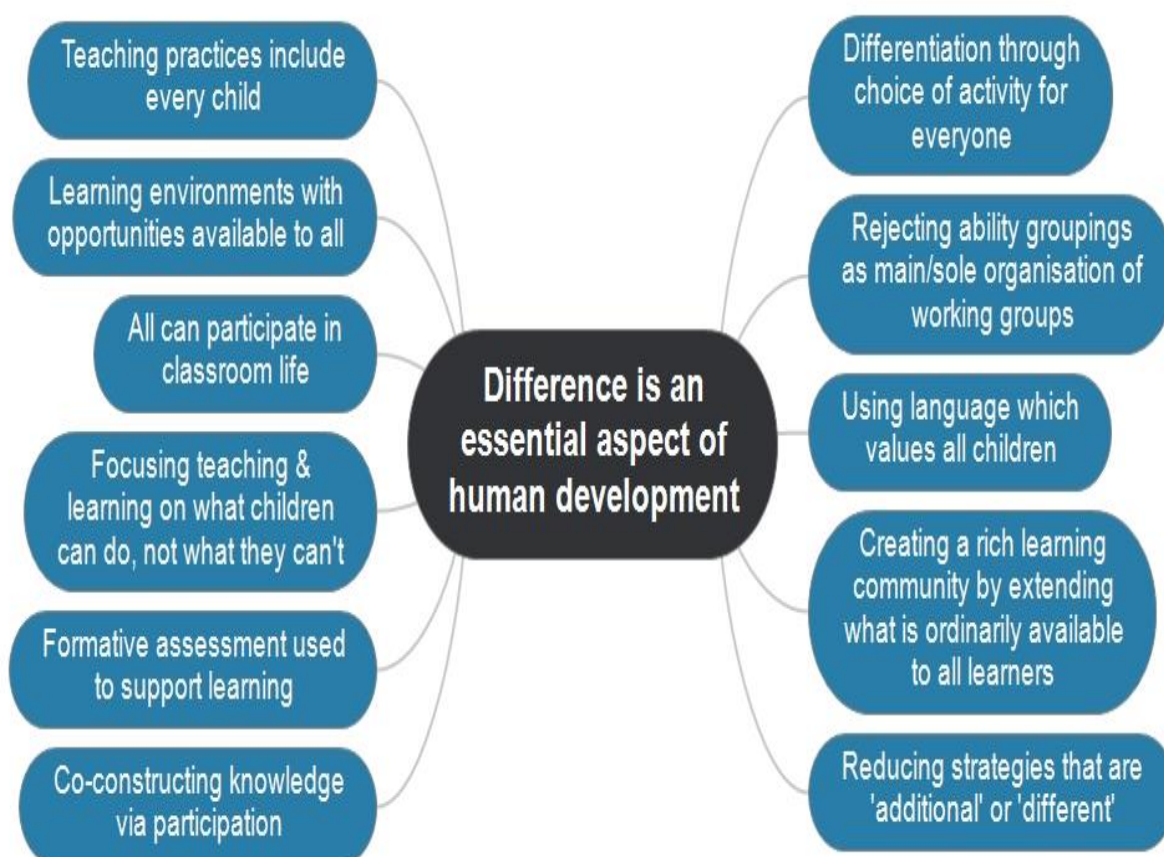 Teaching practices include
every child
Learning environments with
opportunities available to all
All can participate in
classroom life
Focusing teaching &
learning on what children
can do, not what they can't
Formative assessment used
to support learning
Co-constructing knowledge
via participation
Difference is an
essential aspect of
human development
Differentiation through
choice of activity for
everyone
Rejecting ability groupings
as main/sole organisation of
working groups
Using language which
values all children
Creating a rich learning
community by extending
what is ordinarily available
to all learners
Reducing strategies that are
'additional' or 'different'